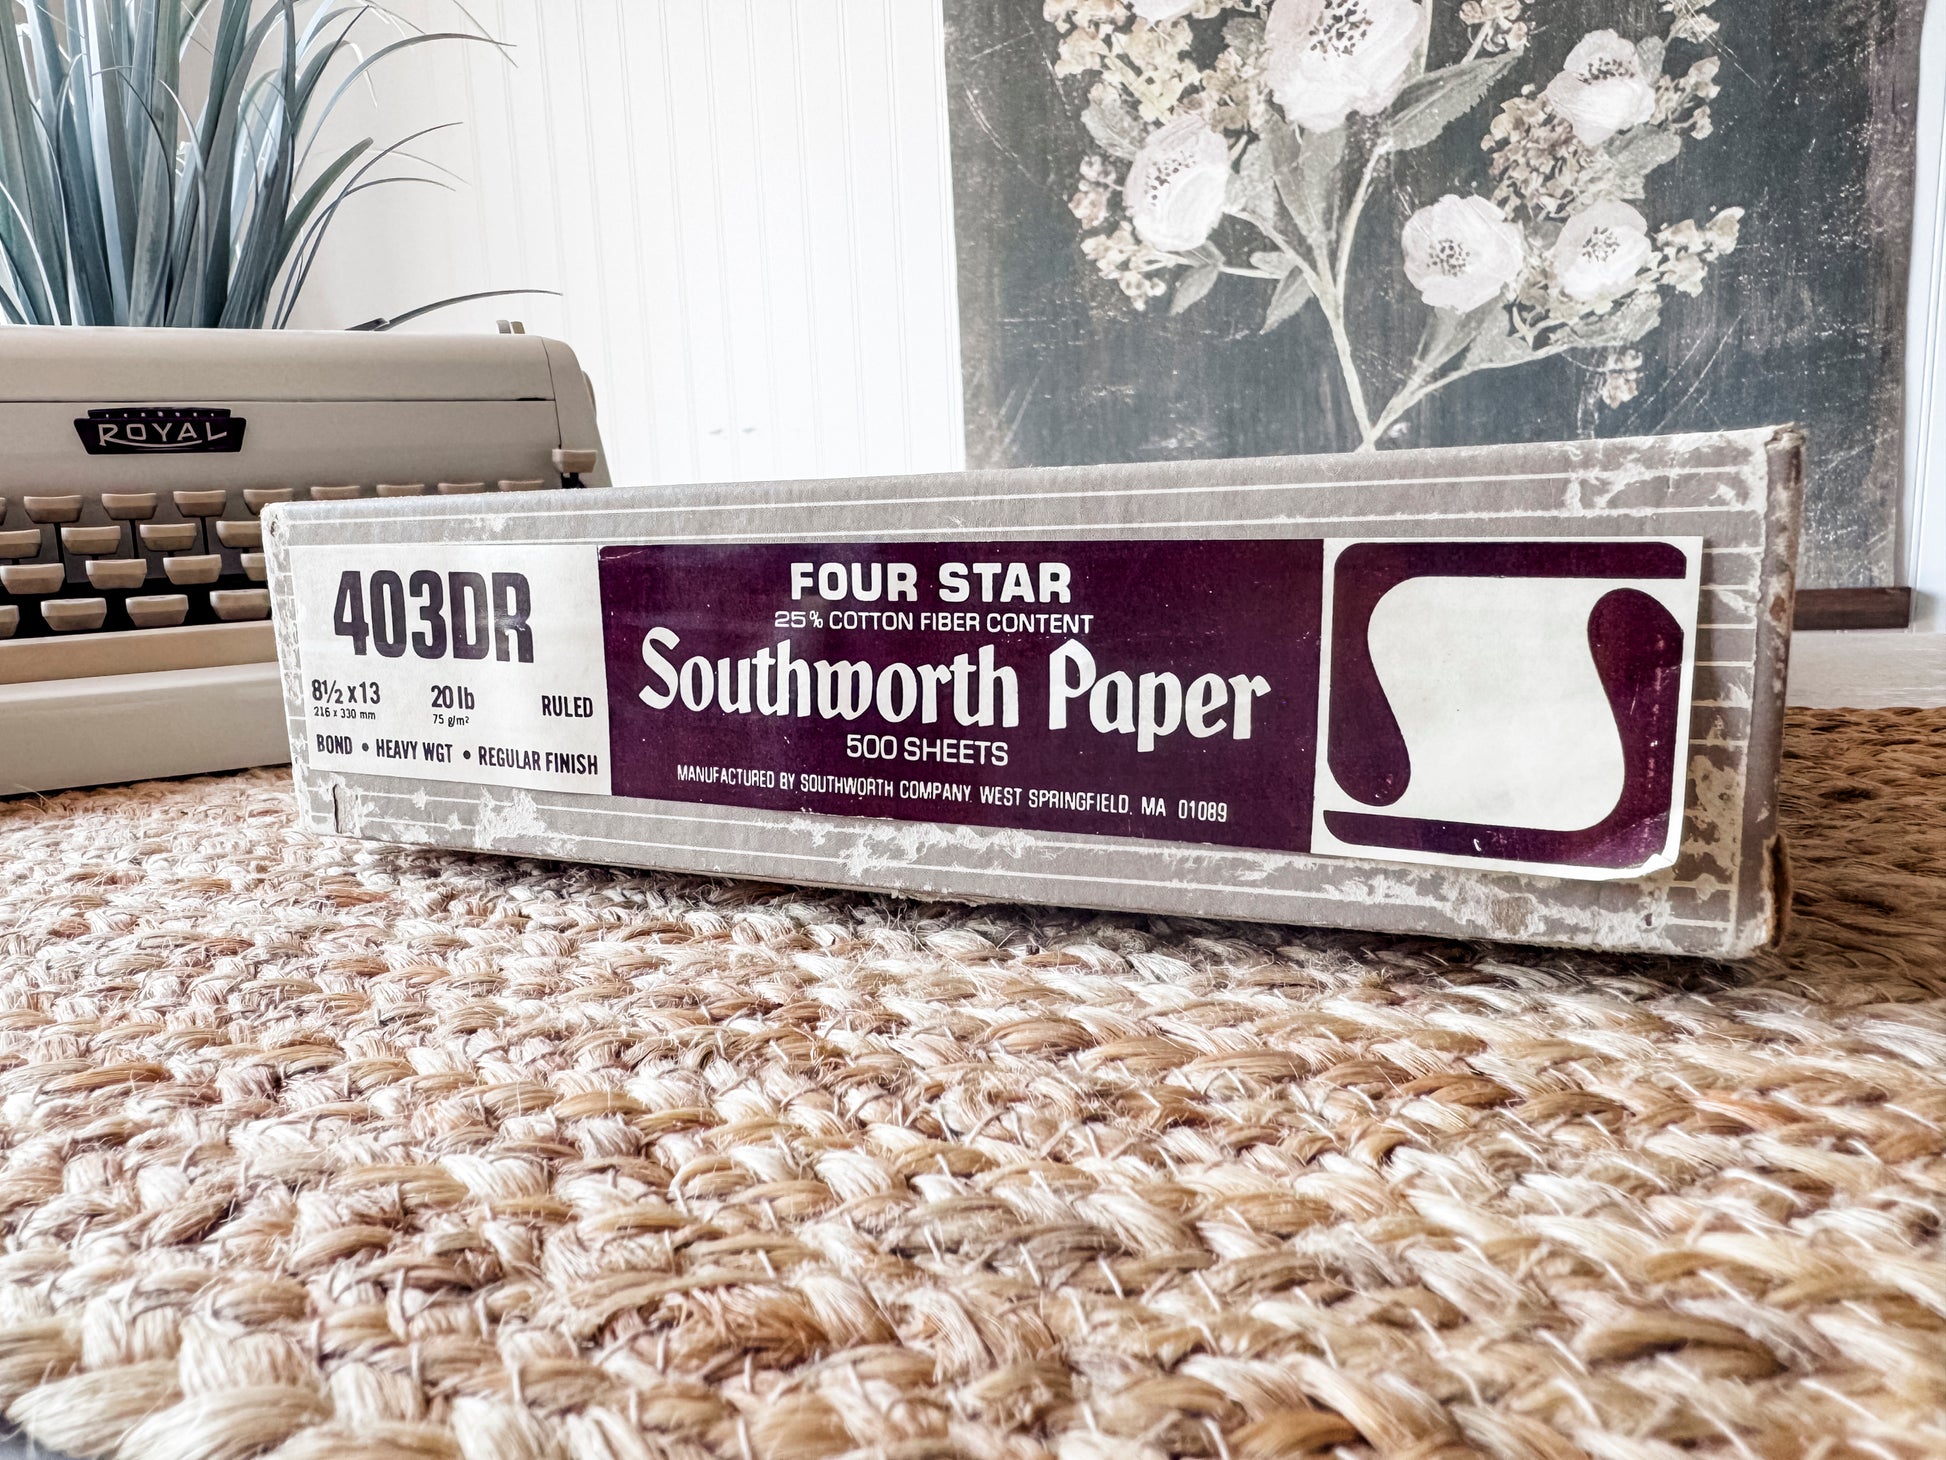 ROYAL
403DR
8½ x 13 20 lb RULED
216 x 330 mm 75 g/m²
BOND • HEAVY WGT • REGULAR FINISH
FOUR STAR
25% COTTON FIBER CONTENT
Southworth Paper
500 SHEETS
MANUFACTURED BY SOUTHWORTH COMPANY, WEST SPRINGFIELD, MA 01089